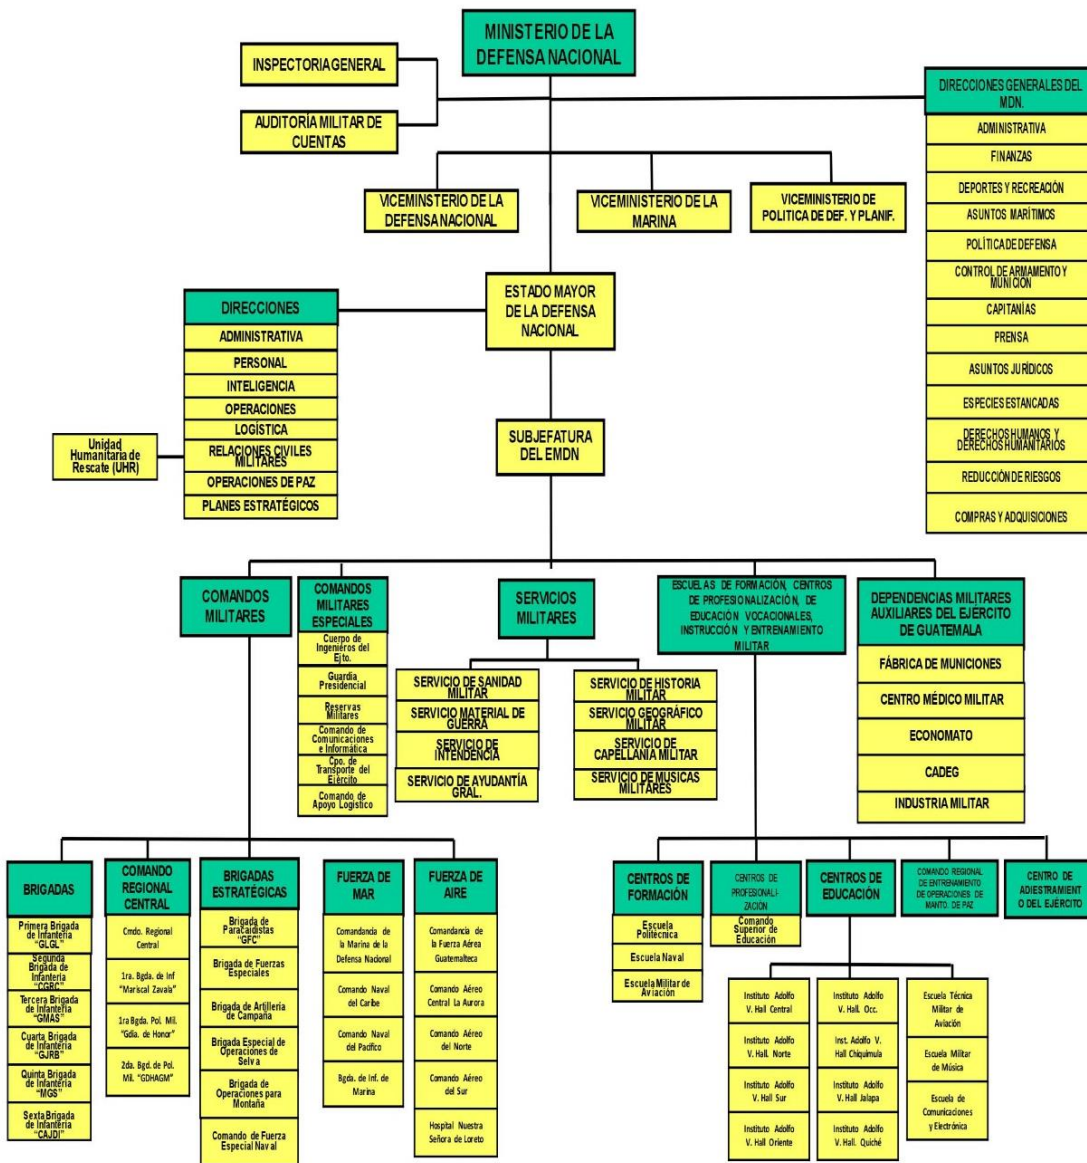 MINISTERIO DE LA
DEFENSA NACIONAL
INSPECTORIA GENERAL
AUDITORÍA MILITAR DE
CUENTAS
DIRECCIONES GENERALES DEL
MDN.
ADMINISTRATIVA
FINANZAS
DEPORTES Y RECREACIÓN
ASUNTOS MARÍTIMOS
POLÍTICA DE DEFENSA
CONTROL DE ARMAMENTO Y
MUNICIÓN
CAPITANÍAS
PRENSA
ASUNTOS JURÍDICOS
ESPECIES ESTANCADAS
DERECHOS HUMANOS Y
DERECHOS HUMANITARIOS
REDUCCIÓN DE RIESGOS
COMPRAS Y ADQUISICIONES
VICEMINISTERIO DE LA
DEFENSA NACIONAL
VICEMINISTERIO DE LA
MARINA
VICEMINISTERIO DE
POLITICA DE DEF. Y PLANIF.
ESTADO MAYOR
DE LA DEFENSA
NACIONAL
DIRECCIONES
ADMINISTRATIVA
PERSONAL
INTELIGENCIA
OPERACIONES
LOGÍSTICA
RELACIONES CIVILES
MILITARES
OPERACIONES DE PAZ
PLANES ESTRATÉGICOS
Unidad
Humanitaria de
Rescate (UHR)
SUBJEFATURA
DEL EMDN
COMANDOS
MILITARES
COMANDOS
MILITARES
ESPECIALES
Cuerpo de
Ingeniéros del
Ejto.
Guardia
Presidencial
Reservas
Militares
Comando de
Comunicaciones
e Informática
Cpo. de
Transporte del
Ejército
Comando de
Apoyo Logístico
SERVICIOS
MILITARES
SERVICIO DE SANIDAD
MILITAR
SERVICIO MATERIAL DE
GUERRA
SERVICIO DE
INTENDENCIA
SERVICIO DE AYUDANTÍA
GRAL.
SERVICIO DE HISTORIA
MILITAR
SERVICIO GEOGRÁFICO
MILITAR
SERVICIO DE
CAPELLANIA MILITAR
SERVICIO DE MUSICAS
MILITARES
ESCUELAS DE FORMACIÓN, CENTROS
DE PROFESIONALIZACIÓN, DE
EDUCACIÓN VOCACIONALES,
INSTRUCCIÓN Y ENTRENAMIENTO
MILITAR
DEPENDENCIAS MILITARES
AUXILIARES DEL EJÉRCITO
DE GUATEMALA
FÁBRICA DE MUNICIONES
CENTRO MÉDICO MILITAR
ECONOMATO
CADEG
INDUSTRIA MILITAR
BRIGADAS
Primera Brigada
de Infantería
"GLGL"
Segunda
Brigada de
Infantería
"CGRC"
Tercera Brigada
de Infantería
"GMAS"
Cuarta Brigada
de Infantería
"GJRB"
Quinta Brigada
de Infantería
"MGS"
Sexta Brigada
de Infantería
"CAJDI"
COMANDO
REGIONAL
CENTRAL
Cmdo. Regional
Central
1ra. Bgda. de Inf
"Mariscal Zavala"
1ra Bgda. Pol. Mil.
"Gdia. de Honor"
2da. Bgd. de Pol.
Mil. "GDHAGM"
BRIGADAS
ESTRATÉGICAS
Brigada de
Paracaidistas
"GFC"
Brigada de Fuerzas
Especiales
Brigada de Artillería
de Campaña
Brigada Especial de
Operaciones de
Selva
Brigada de
Operaciones para
Montaña
Comando de Fuerza
Especial Naval
FUERZA DE
MAR
Comandancia de
la Marina de la
Defensa Nacional
Comando Naval
del Caribe
Comando Naval
del Pacífico
Bgda. de Inf. de
Marina
FUERZA DE
AIRE
Comandancia de
la Fuerza Aérea
Guatemalteca
Comando Aéreo
Central La Aurora
Comando Aéreo
del Norte
Comando Aéreo
del Sur
Hospital Nuestra
Señora de Loreto
CENTROS DE
FORMACIÓN
Escuela
Politécnica
Escuela Naval
Escuela Militar
de Aviación
CENTROS DE
PROFESIONALI-
ZACIÓN
Comando
Superior de
Educación
CENTROS DE
EDUCACIÓN
Instituto Adolfo
V. Hall Central
Instituto Adolfo
V. Hall. Norte
Instituto Adolfo
V. Hall Sur
Instituto Adolfo
V. Hall Oriente
Instituto Adolfo
V. Hall. Occ.
Inst. Adolfo V.
Hall Chiquimula
Instituto Adolfo
V. Hall Jalapa
Instituto Adolfo
V. Hall. Quiché
Escuela Técnica
Militar de
Aviación
Escuela Militar
de Música
Escuela de
Comunicaciones
y Electrónica
COMANDO REGIONAL
DE ENTRENAMIENTO
DE OPERACIONES DE
MANTO. DE PAZ
CENTRO DE
ADIESTRAMIENT
O DEL EJÉRCITO